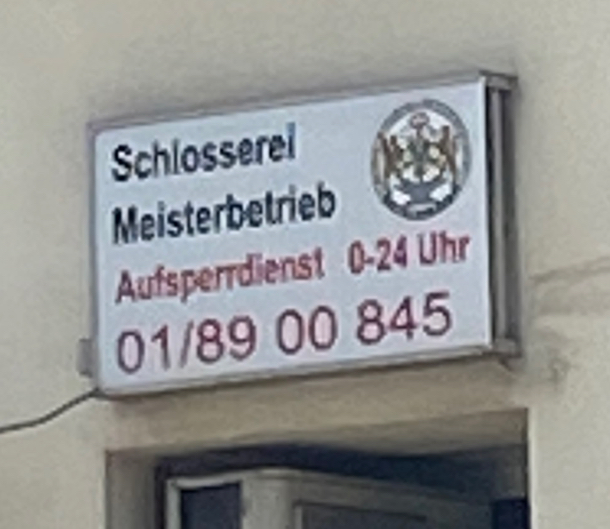 Schlosserei
Meisterbetrieb
Aufsperrdienst 0-24 Uhr
01/89 00 845